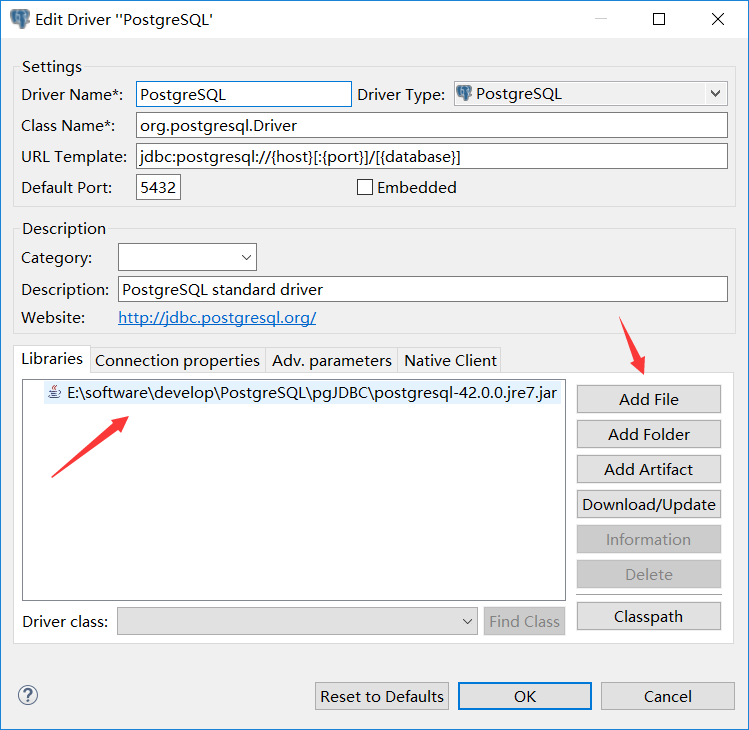 Edit Driver "PostgreSQL'
Settings
Driver Name*: PostgreSQL Driver Type: PostgreSQL
Class Name*: org.postgresql.Driver
URL Template: jdbc:postgresql://{host}[:{port}]/[{database}]
Default Port: 5432 Embedded
Description
Category:
Description: PostgreSQL standard driver
Website: http://jdbc.postgresql.org/
Libraries Connection properties Adv. parameters Native Client
E:\software\develop\PostgreSQL\pgJDBC\postgresql-42.0.0.jre7.jar
Add File
Add Folder
Add Artifact
Download/Update
Information
Delete
Classpath
Driver class: Find Class
? Reset to Defaults OK Cancel